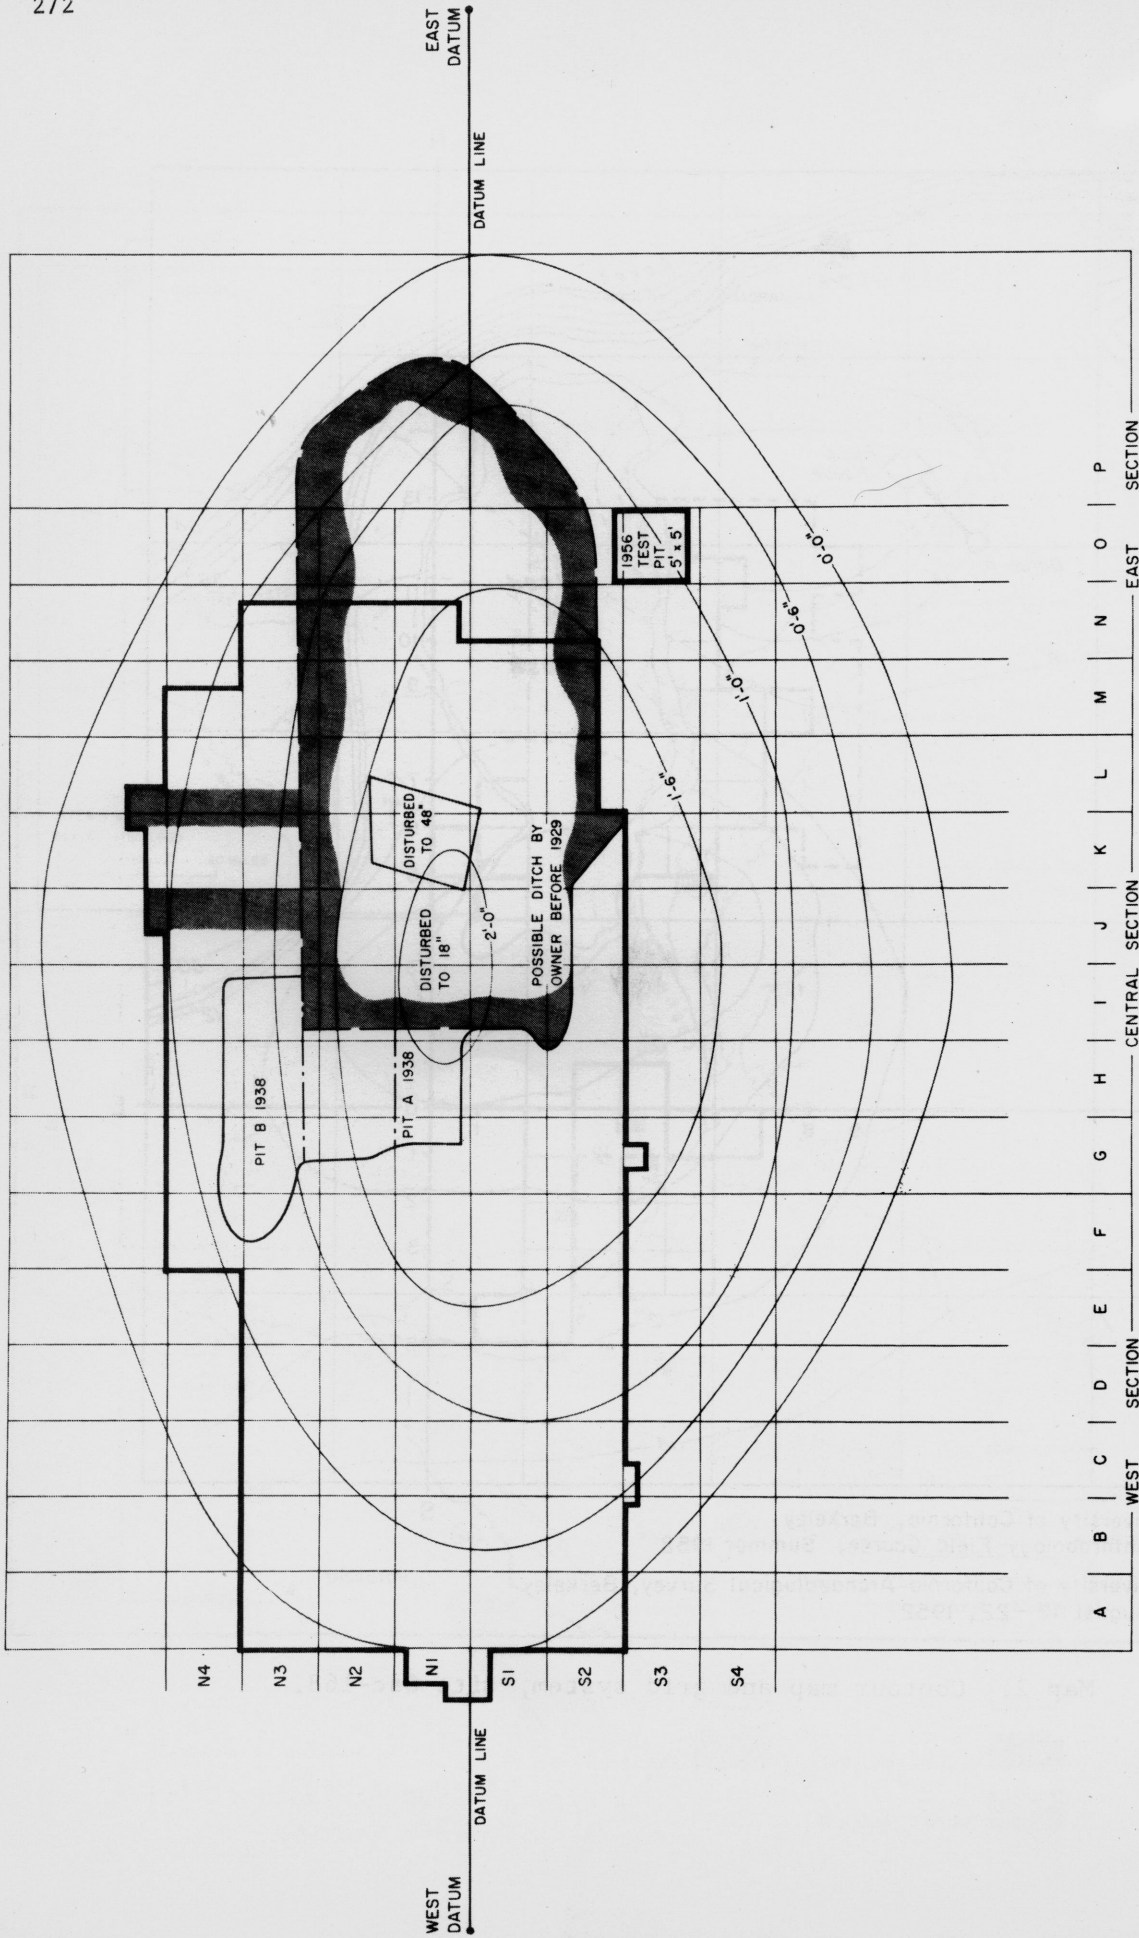 272
EAST
DATUM
DATUM LINE
1956
TEST
PIT
5' x 5'
DISTURBED
TO 48"
DISTURBED
TO 18"
2'-0"
POSSIBLE DITCH BY
OWNER BEFORE 1929
PIT B 1938
PIT A 1938
0'-0"
0'-6"
1'-0"
1'-6"
N4
N3
N2
N1
S1
S2
S3
S4
WEST
DATUM
DATUM LINE
A B C D E F G H I J K L M N O P
WEST SECTION
CENTRAL SECTION
EAST SECTION